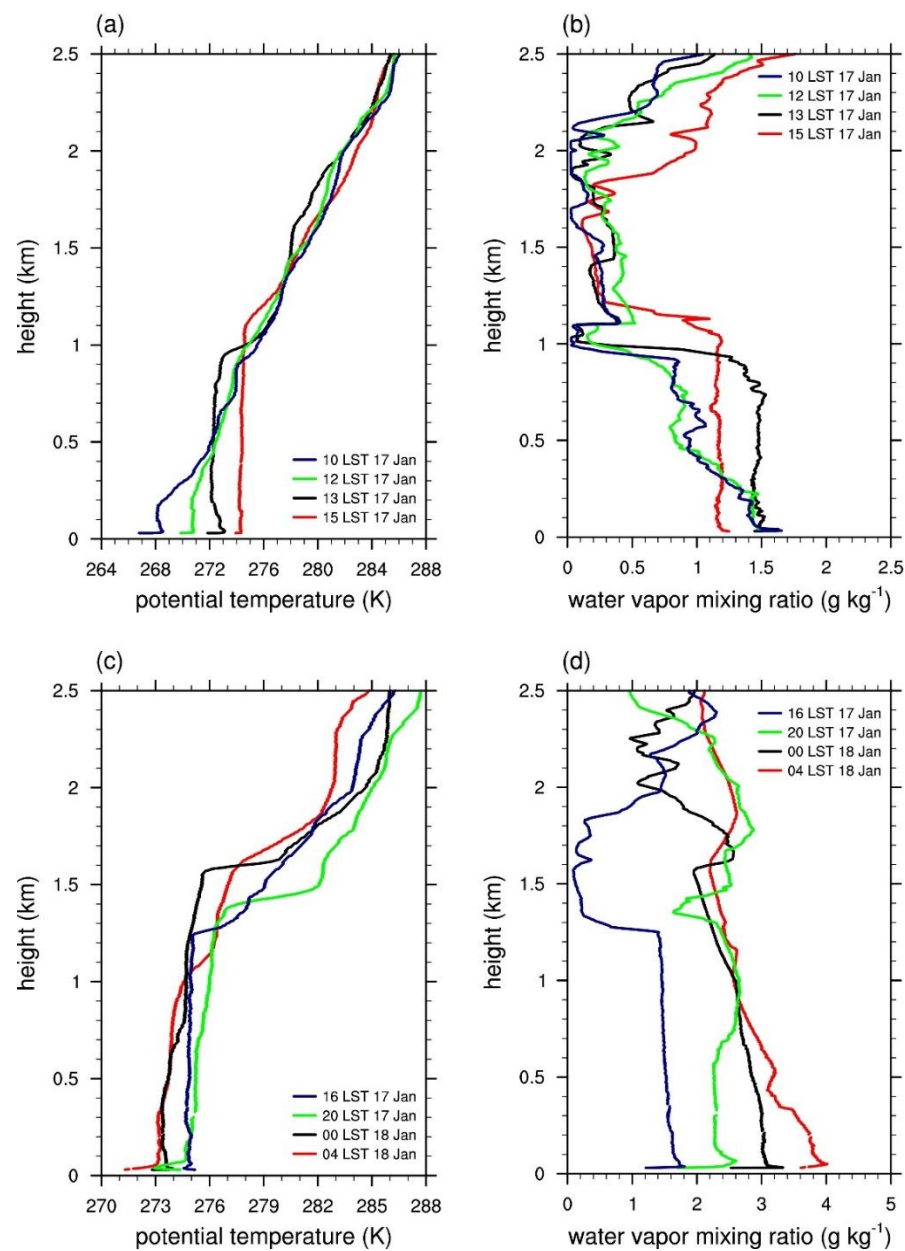 (a)
2.5
2
1.5
1
0.5
0
height (km)
10 LST 17 Jan
12 LST 17 Jan
13 LST 17 Jan
15 LST 17 Jan
264 268 272 276 280 284 288
potential temperature (K)
(b)
2.5
2
1.5
1
0.5
0
height (km)
10 LST 17 Jan
12 LST 17 Jan
13 LST 17 Jan
15 LST 17 Jan
0 0.5 1 1.5 2 2.5
water vapor mixing ratio (g kg⁻¹)
(c)
2.5
2
1.5
1
0.5
0
height (km)
16 LST 17 Jan
20 LST 17 Jan
00 LST 18 Jan
04 LST 18 Jan
270 273 276 279 282 285 288
potential temperature (K)
(d)
2.5
2
1.5
1
0.5
0
height (km)
16 LST 17 Jan
20 LST 17 Jan
00 LST 18 Jan
04 LST 18 Jan
0 1 2 3 4 5
water vapor mixing ratio (g kg⁻¹)